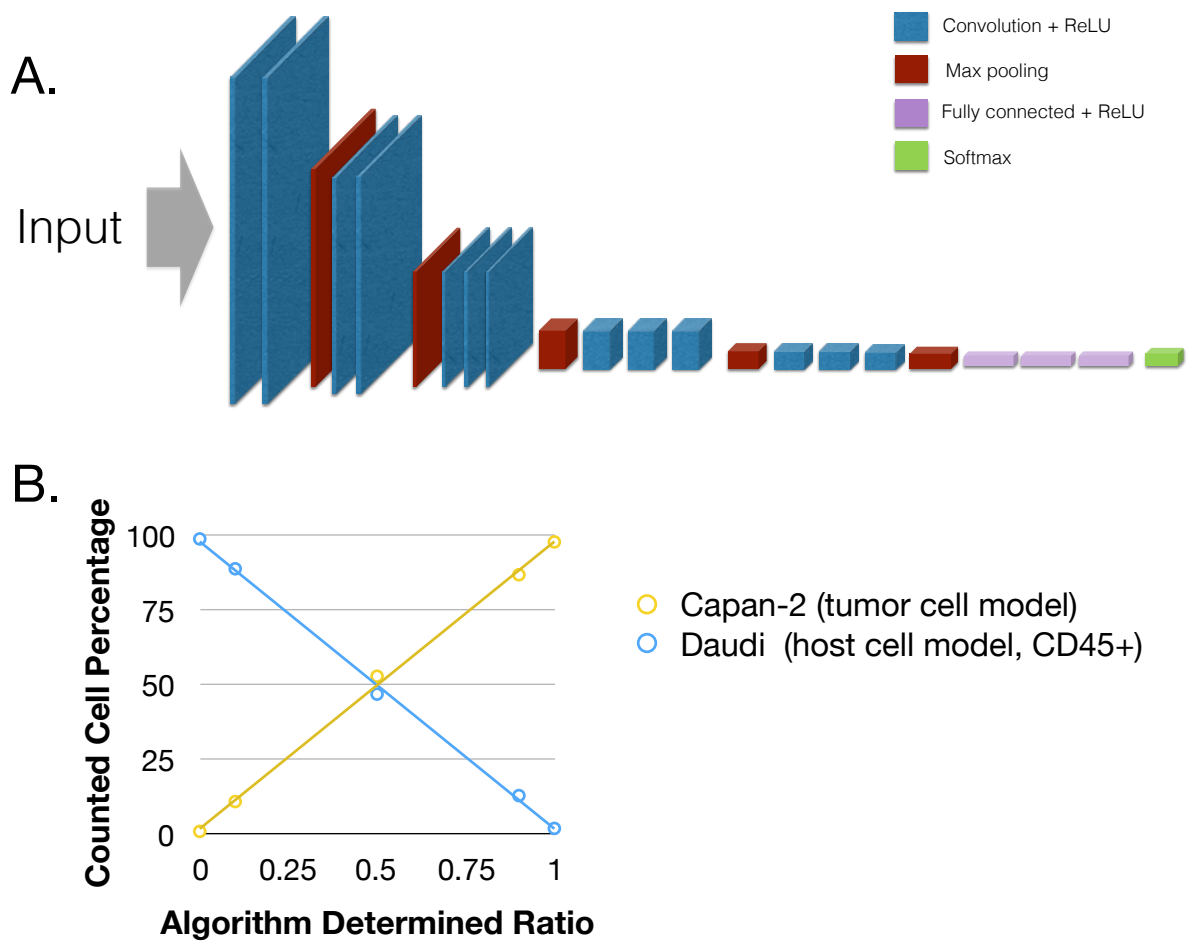 A.
Input
Convolution + ReLU
Max pooling
Fully connected + ReLU
Softmax
B.
Counted Cell Percentage
100
75
50
25
0
0 0.25 0.5 0.75 1
Algorithm Determined Ratio
Capan-2 (tumor cell model)
Daudi (host cell model, CD45+)